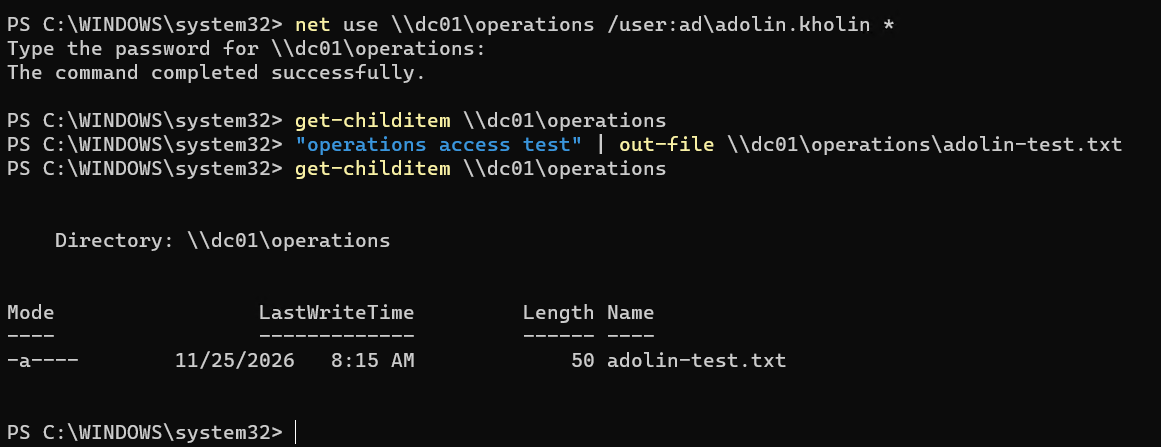 PS C:\WINDOWS\system32> net use \\dc01\operations /user:ad\adolin.kholin *
Type the password for \\dc01\operations:
The command completed successfully.
PS C:\WINDOWS\system32> get-childitem \\dc01\operations
PS C:\WINDOWS\system32> "operations access test" | out-file \\dc01\operations\adolin-test.txt
PS C:\WINDOWS\system32> get-childitem \\dc01\operations
    Directory: \\dc01\operations
Mode                 LastWriteTime         Length Name
----                 -------------         ------ ----
-a----        11/25/2026   8:15 AM             50 adolin-test.txt
PS C:\WINDOWS\system32>